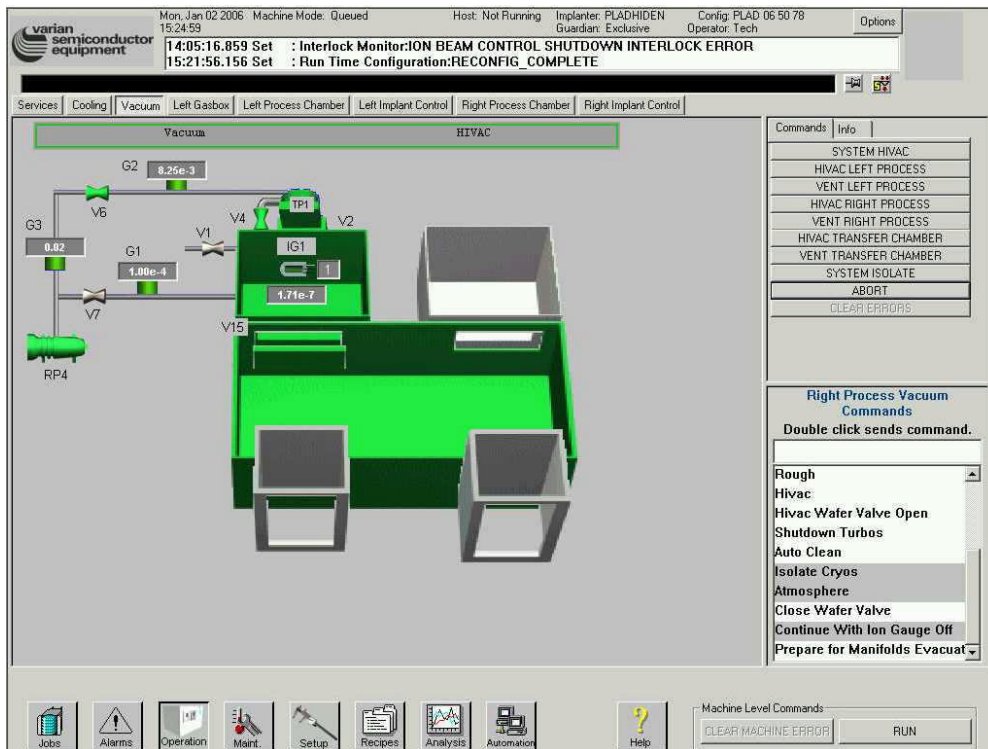 varian
semiconductor
equipment
Mon, Jan 02 2006 Machine Mode: Queued
15:24:59
Host: Not Running
Implanter: PLADHIDEN
Guardian: Exclusive
Config: PLAD 06 50 78
Operator: Tech
Options
14:05:16.859 Set : Interlock Monitor:ION BEAM CONTROL SHUTDOWN INTERLOCK ERROR
15:21:56.156 Set : Run Time Configuration:RECONFIG_COMPLETE
Services Cooling Vacuum Left Gasbox Left Process Chamber Left Implant Control Right Process Chamber Right Implant Control
Vacuum HIVAC
G2 8.25e-3
V6
TP1
V4 V2
G3
0.02
V1
G1
1.00e-4
IG1
1
1.71e-7
V7
V15
RP4
Commands Info
SYSTEM HIVAC
HIVAC LEFT PROCESS
VENT LEFT PROCESS
HIVAC RIGHT PROCESS
VENT RIGHT PROCESS
HIVAC TRANSFER CHAMBER
VENT TRANSFER CHAMBER
SYSTEM ISOLATE
ABORT
CLEAR ERRORS
Right Process Vacuum
Commands
Double click sends command.
Rough
Hivac
Hivac Wafer Valve Open
Shutdown Turbos
Auto Clean
Isolate Cryos
Atmosphere
Close Wafer Valve
Continue With Ion Gauge Off
Prepare for Manifolds Evacuat
Jobs Alarms Operation Maint. Setup Recipes Analysis Automation Help
Machine Level Commands
CLEAR MACHINE ERROR RUN